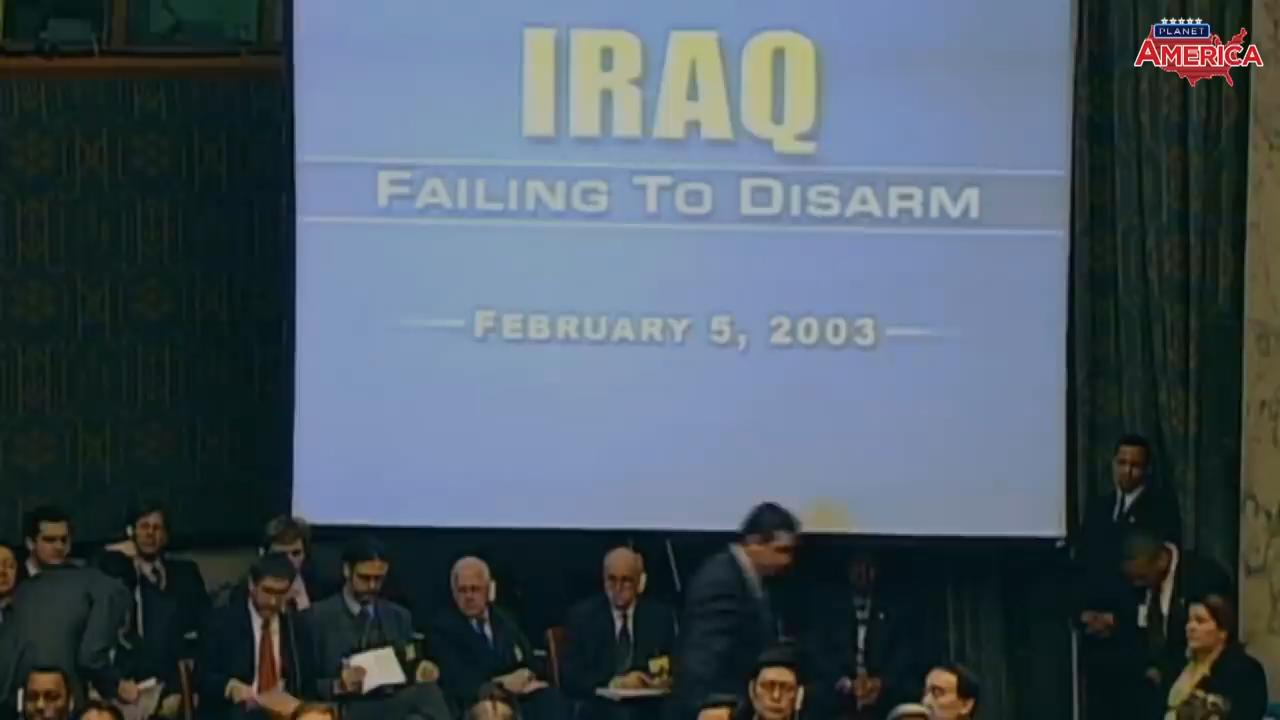 PLANET
AMERICA
IRAQ
FAILING TO DISARM
FEBRUARY 5, 2003